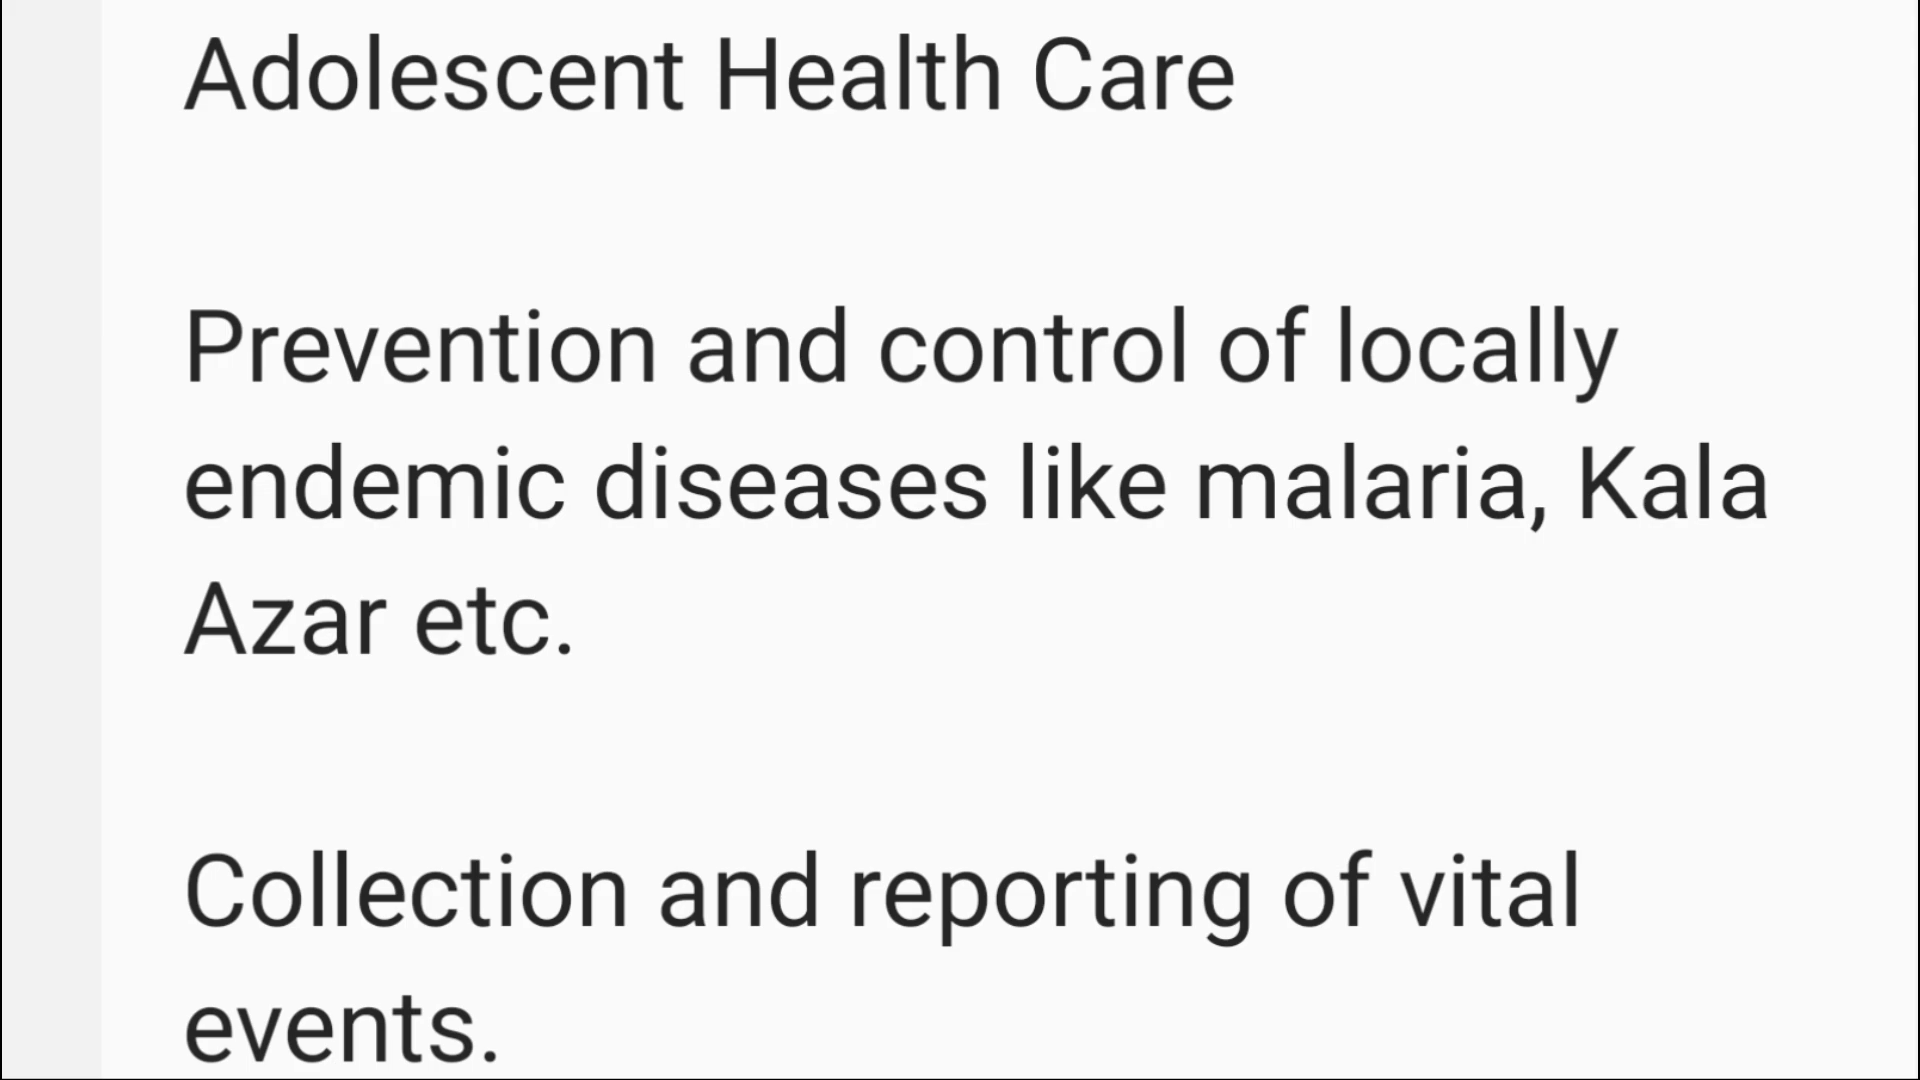 Adolescent Health Care
Prevention and control of locally
endemic diseases like malaria, Kala
Azar etc.
Collection and reporting of vital
events.